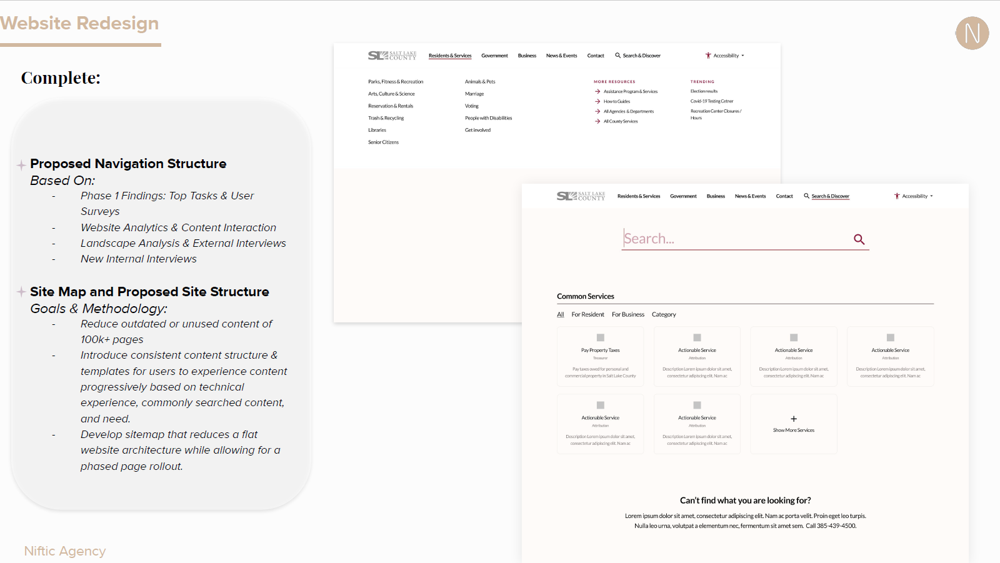 Website Redesign
N
Complete:
Proposed Navigation Structure
Based On:
- Phase 1 Findings: Top Tasks & User
Surveys
- Website Analytics & Content Interaction
- Landscape Analysis & External Interviews
- New Internal Interviews
Site Map and Proposed Site Structure
Goals & Methodology:
- Reduce outdated or unused content of
100k+ pages
- Introduce consistent content structure &
templates for users to experience content
progressively based on technical
experience, commonly searched content,
and need.
- Develop sitemap that reduces a flat
website architecture while allowing for a
phased page rollout.
Niftic Agency
SL SALT LAKE COUNTY Residents & Services Government Business News & Events Contact Search & Discover Accessibility
Parks, Fitness & Recreation
Arts, Culture & Science
Reservation & Rentals
Trash & Recycling
Libraries
Senior Citizens
Animals & Pets
Marriage
Voting
People with Disabilities
Get involved
MORE RESOURCES
Assistance Program & Services
How to Guides
All Agencies & Departments
All County Services
TRENDING
Election results
Covid-19 Testing Cetner
Recreation Center Closures /
Hours
SL SALT LAKE COUNTY Residents & Services Government Business News & Events Contact Search & Discover Accessibility
Search...
Common Services
All For Resident For Business Category
Pay Property Taxes
Treasurer
Pay taxes owed for personal and
commercial property in Salt Lake County
Actionable Service
Attribution
Description Lorem ipsum dolor sit amet,
consectetur adipiscing elit. Nam ac
Actionable Service
Attribution
Description Lorem ipsum dolor sit amet,
consectetur adipiscing elit. Nam ac
Actionable Service
Attribution
Description Lorem ipsum dolor sit amet,
consectetur adipiscing elit. Nam ac
Actionable Service
Attribution
Description Lorem ipsum dolor sit amet,
consectetur adipiscing elit. Nam ac
Actionable Service
Attribution
Description Lorem ipsum dolor sit amet,
consectetur adipiscing elit. Nam ac
+
Show More Services
Can't find what you are looking for?
Lorem ipsum dolor sit amet, consectetur adipiscing elit. Nam ac porta velit. Proin eget leo turpis.
Nulla leo urna, volutpat a elementum nec, fermentum sit amet sem. Call 385-439-4500.